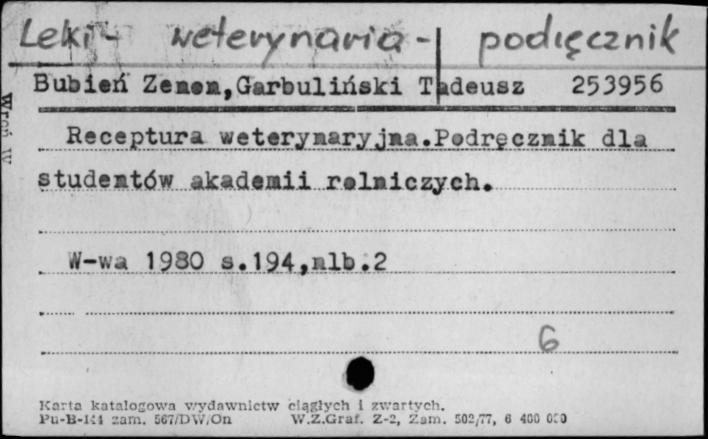 Leki - weterynaria - podręcznik
Bubień Zenon,Garbuliński Tadeusz 253956
Receptura weterynaryjna.Podręcznik dla
studentów akademii rolniczych.
W-wa 1980 s.194,nlb.2
6
Karta katalogowa wydawnictw ciągłych i zwartych.
Pu-B-144 zam. 567/DW/On W.Z.Graf. Z-2, Zam. 502/77, 6 400 000